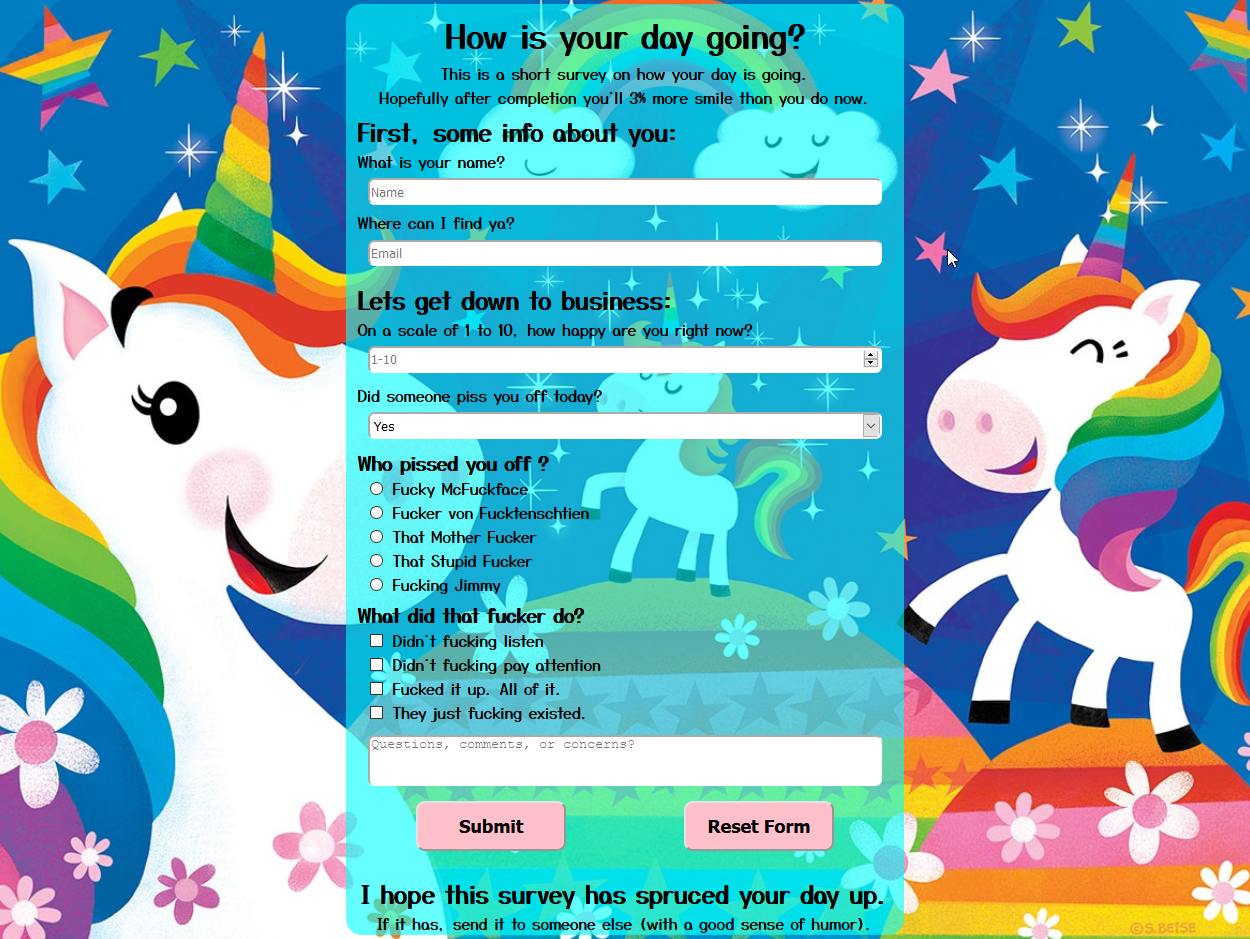 How is your day going?
This is a short survey on how your day is going.
Hopefully after completion you'll 3% more smile than you do now.
First, some info about you:
What is your name?
Name
Where can I find ya?
Email
Lets get down to business:
On a scale of 1 to 10, how happy are you right now?
1-10
Did someone piss you off today?
Yes
Who pissed you off ?
Fucky McFuckface
Fucker von Fucktenschtien
That Mother Fucker
That Stupid Fucker
Fucking Jimmy
What did that fucker do?
Didn't fucking listen
Didn't fucking pay attention
Fucked it up. All of it.
They just fucking existed.
Questions, comments, or concerns?
Submit Reset Form
I hope this survey has spruced your day up.
If it has, send it to someone else (with a good sense of humor).
©S.BEISE